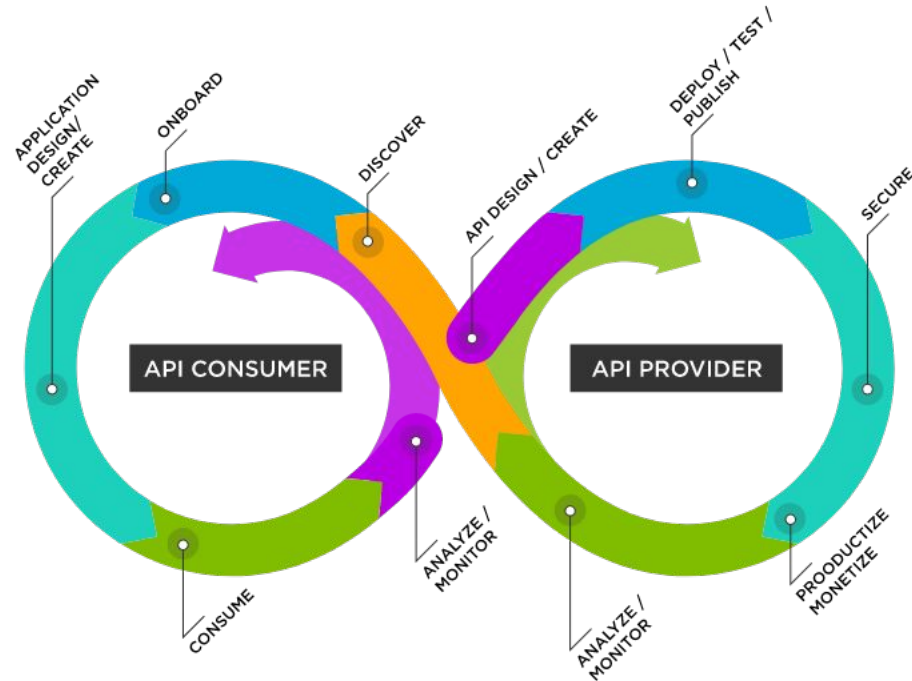 APPLICATION
DESIGN/
CREATE
ONBOARD
DISCOVER
API DESIGN / CREATE
DEPLOY / TEST /
PUBLISH
SECURE
API CONSUMER
API PROVIDER
CONSUME
ANALYZE /
MONITOR
ANALYZE /
MONITOR
PROODUCTIZE
MONETIZE